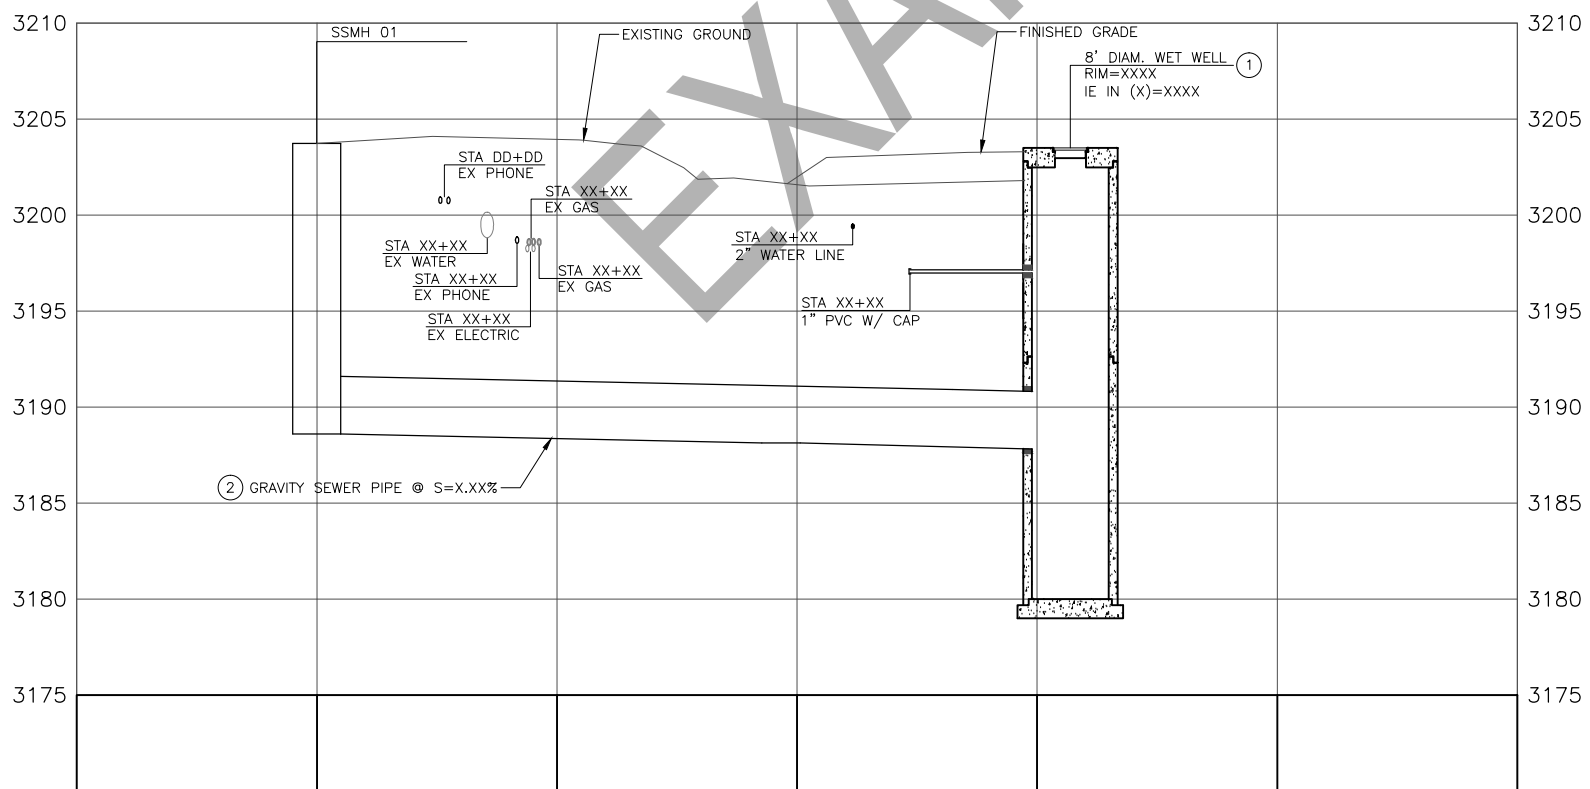 3210
3210
SSMH 01
EXISTING GROUND
FINISHED GRADE
8' DIAM. WET WELL
1
RIM=XXXX
IE IN (X)=XXXX
3205
3205
STA DD+DD
EX PHONE
STA XX+XX
EX GAS
3200
3200
STA XX+XX
EX WATER
STA XX+XX
2" WATER LINE
STA XX+XX
EX PHONE
STA XX+XX
EX GAS
3195
3195
STA XX+XX
1" PVC W/ CAP
STA XX+XX
EX ELECTRIC
3190
3190
2 GRAVITY SEWER PIPE @ S=X.XX%
3185
3185
3180
3180
3175
3175